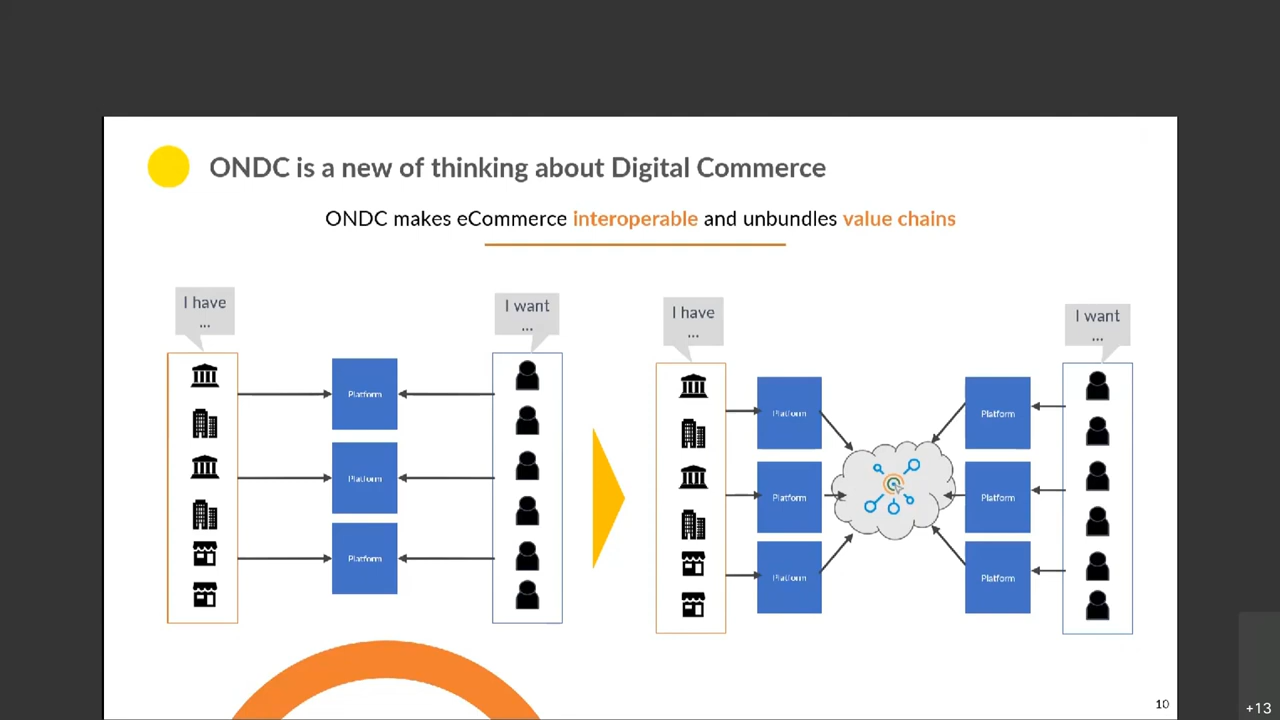 ONDC is a new of thinking about Digital Commerce
ONDC makes eCommerce interoperable and unbundles value chains
I have
...
I want
...
I have
...
I want
...
Platform
Platform
Platform
Platform
Platform
Platform
Platform
Platform
Platform
10
+13